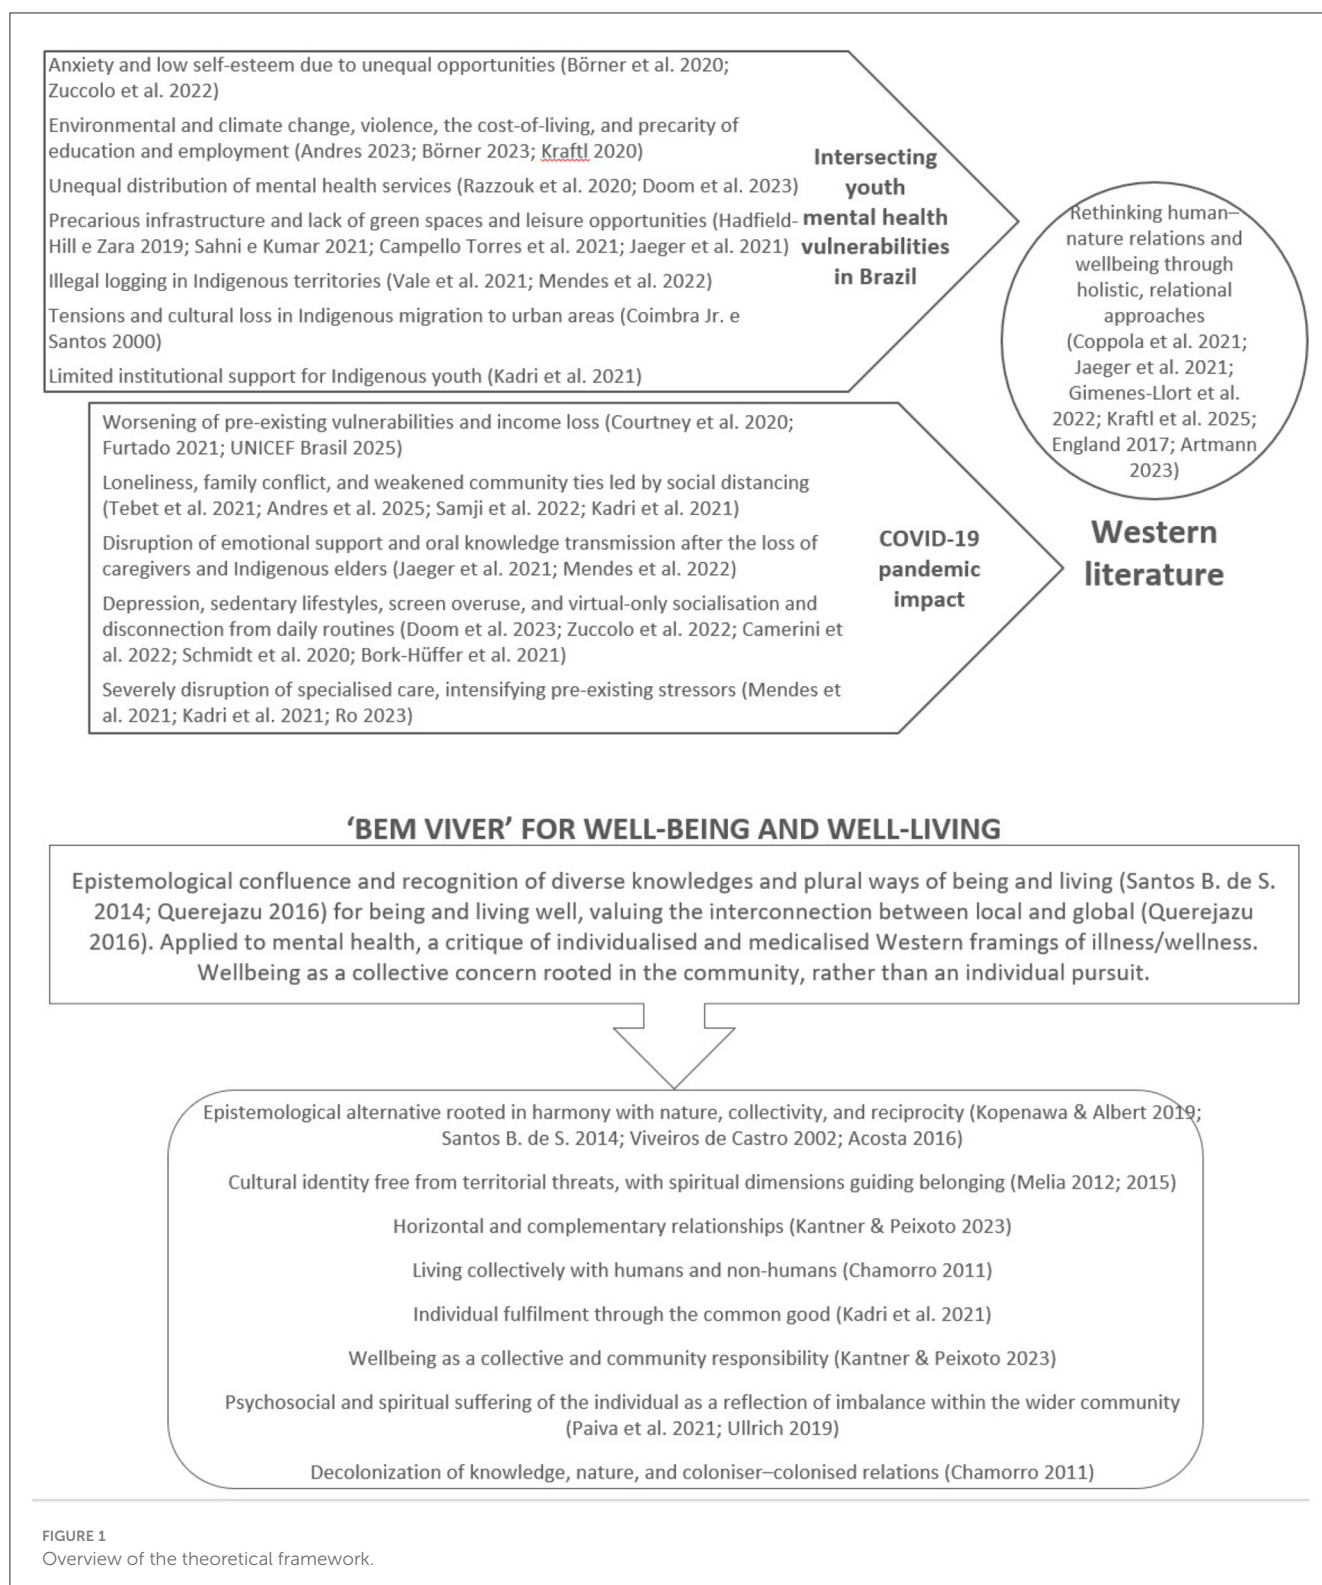 Anxiety and low self-esteem due to unequal opportunities (Börner et al. 2020;
Zuccolo et al. 2022)
Environmental and climate change, violence, the cost-of-living, and precarity of
education and employment (Andres 2023; Börner 2023; Kraftl 2020)
Unequal distribution of mental health services (Razzouk et al. 2020; Doom et al. 2023)
Precarious infrastructure and lack of green spaces and leisure opportunities (Hadfield-
Hill e Zara 2019; Sahni e Kumar 2021; Campello Torres et al. 2021; Jaeger et al. 2021)
Illegal logging in Indigenous territories (Vale et al. 2021; Mendes et al. 2022)
Tensions and cultural loss in Indigenous migration to urban areas (Coimbra Jr. e
Santos 2000)
Limited institutional support for Indigenous youth (Kadri et al. 2021)
Intersecting
youth
mental health
vulnerabilities
in Brazil
Worsening of pre-existing vulnerabilities and income loss (Courtney et al. 2020;
Furtado 2021; UNICEF Brasil 2025)
Loneliness, family conflict, and weakened community ties led by social distancing
(Tebet et al. 2021; Andres et al. 2025; Samji et al. 2022; Kadri et al. 2021)
Disruption of emotional support and oral knowledge transmission after the loss of
caregivers and Indigenous elders (Jaeger et al. 2021; Mendes et al. 2022)
Depression, sedentary lifestyles, screen overuse, and virtual-only socialisation and
disconnection from daily routines (Doom et al. 2023; Zuccolo et al. 2022; Camerini et
al. 2022; Schmidt et al. 2020; Bork-Hüffer et al. 2021)
Severely disruption of specialised care, intensifying pre-existing stressors (Mendes et
al. 2021; Kadri et al. 2021; Ro 2023)
COVID-19
pandemic
impact
Rethinking human–
nature relations and
wellbeing through
holistic, relational
approaches
(Coppola et al. 2021;
Jaeger et al. 2021;
Gimenes-Llort et al.
2022; Kraftl et al. 2025;
England 2017; Artmann
2023)
Western
literature
‘BEM VIVER’ FOR WELL-BEING AND WELL-LIVING
Epistemological confluence and recognition of diverse knowledges and plural ways of being and living (Santos B. de S.
2014; Querejazu 2016) for being and living well, valuing the interconnection between local and global (Querejazu
2016). Applied to mental health, a critique of individualised and medicalised Western framings of illness/wellness.
Wellbeing as a collective concern rooted in the community, rather than an individual pursuit.
Epistemological alternative rooted in harmony with nature, collectivity, and reciprocity (Kopenawa & Albert 2019;
Santos B. de S. 2014; Viveiros de Castro 2002; Acosta 2016)
Cultural identity free from territorial threats, with spiritual dimensions guiding belonging (Melia 2012; 2015)
Horizontal and complementary relationships (Kantner & Peixoto 2023)
Living collectively with humans and non-humans (Chamorro 2011)
Individual fulfilment through the common good (Kadri et al. 2021)
Wellbeing as a collective and community responsibility (Kantner & Peixoto 2023)
Psychosocial and spiritual suffering of the individual as a reflection of imbalance within the wider community
(Paiva et al. 2021; Ullrich 2019)
Decolonization of knowledge, nature, and coloniser–colonised relations (Chamorro 2011)
FIGURE 1
Overview of the theoretical framework.